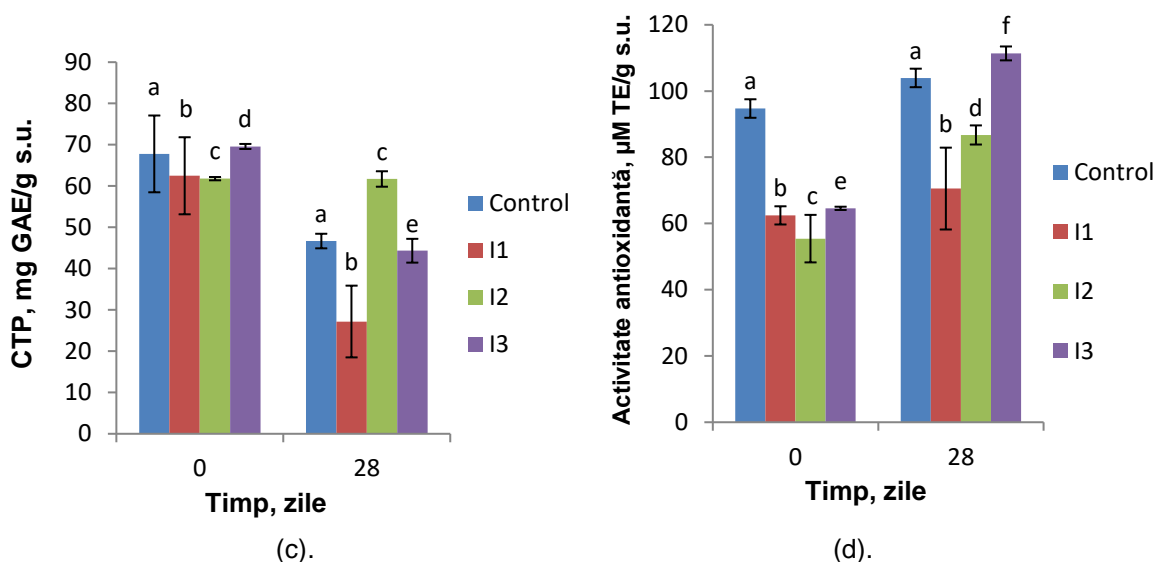 CTP, mg GAE/g s.u.
90
80
70
60
50
40
30
20
10
0
a
b
c
d
a
b
c
e
0
28
Timp, zile
Control
I1
I2
I3
(c).
Activitate antioxidantă, µM TE/g s.u.
120
100
80
60
40
20
0
a
b
c
e
a
b
d
f
0
28
Timp, zile
Control
I1
I2
I3
(d).